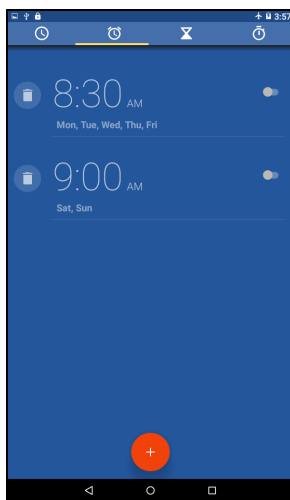 3:57
8:30 AM
Mon, Tue, Wed, Thu, Fri
9:00 AM
Sat, Sun